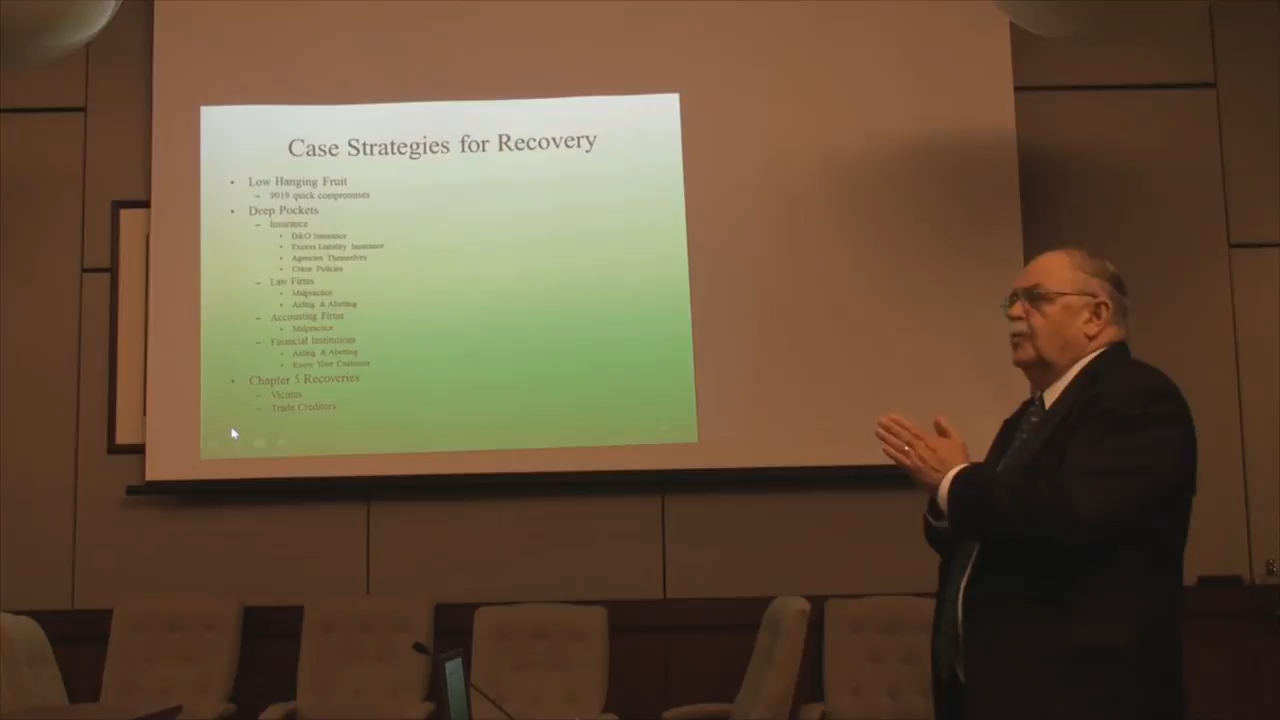 Case Strategies for Recovery
• Low Hanging Fruit
– 9019 quick compromises
• Deep Pockets
– Insurance
• D&O Insurance
• Excess Liability Insurance
• Agencies Themselves
• Crime Policies
– Law Firms
• Malpractice
• Aiding & Abetting
– Accounting Firms
• Malpractice
– Financial Institutions
• Aiding & Abetting
• Know Your Customer
• Chapter 5 Recoveries
– Victims
– Trade Creditors